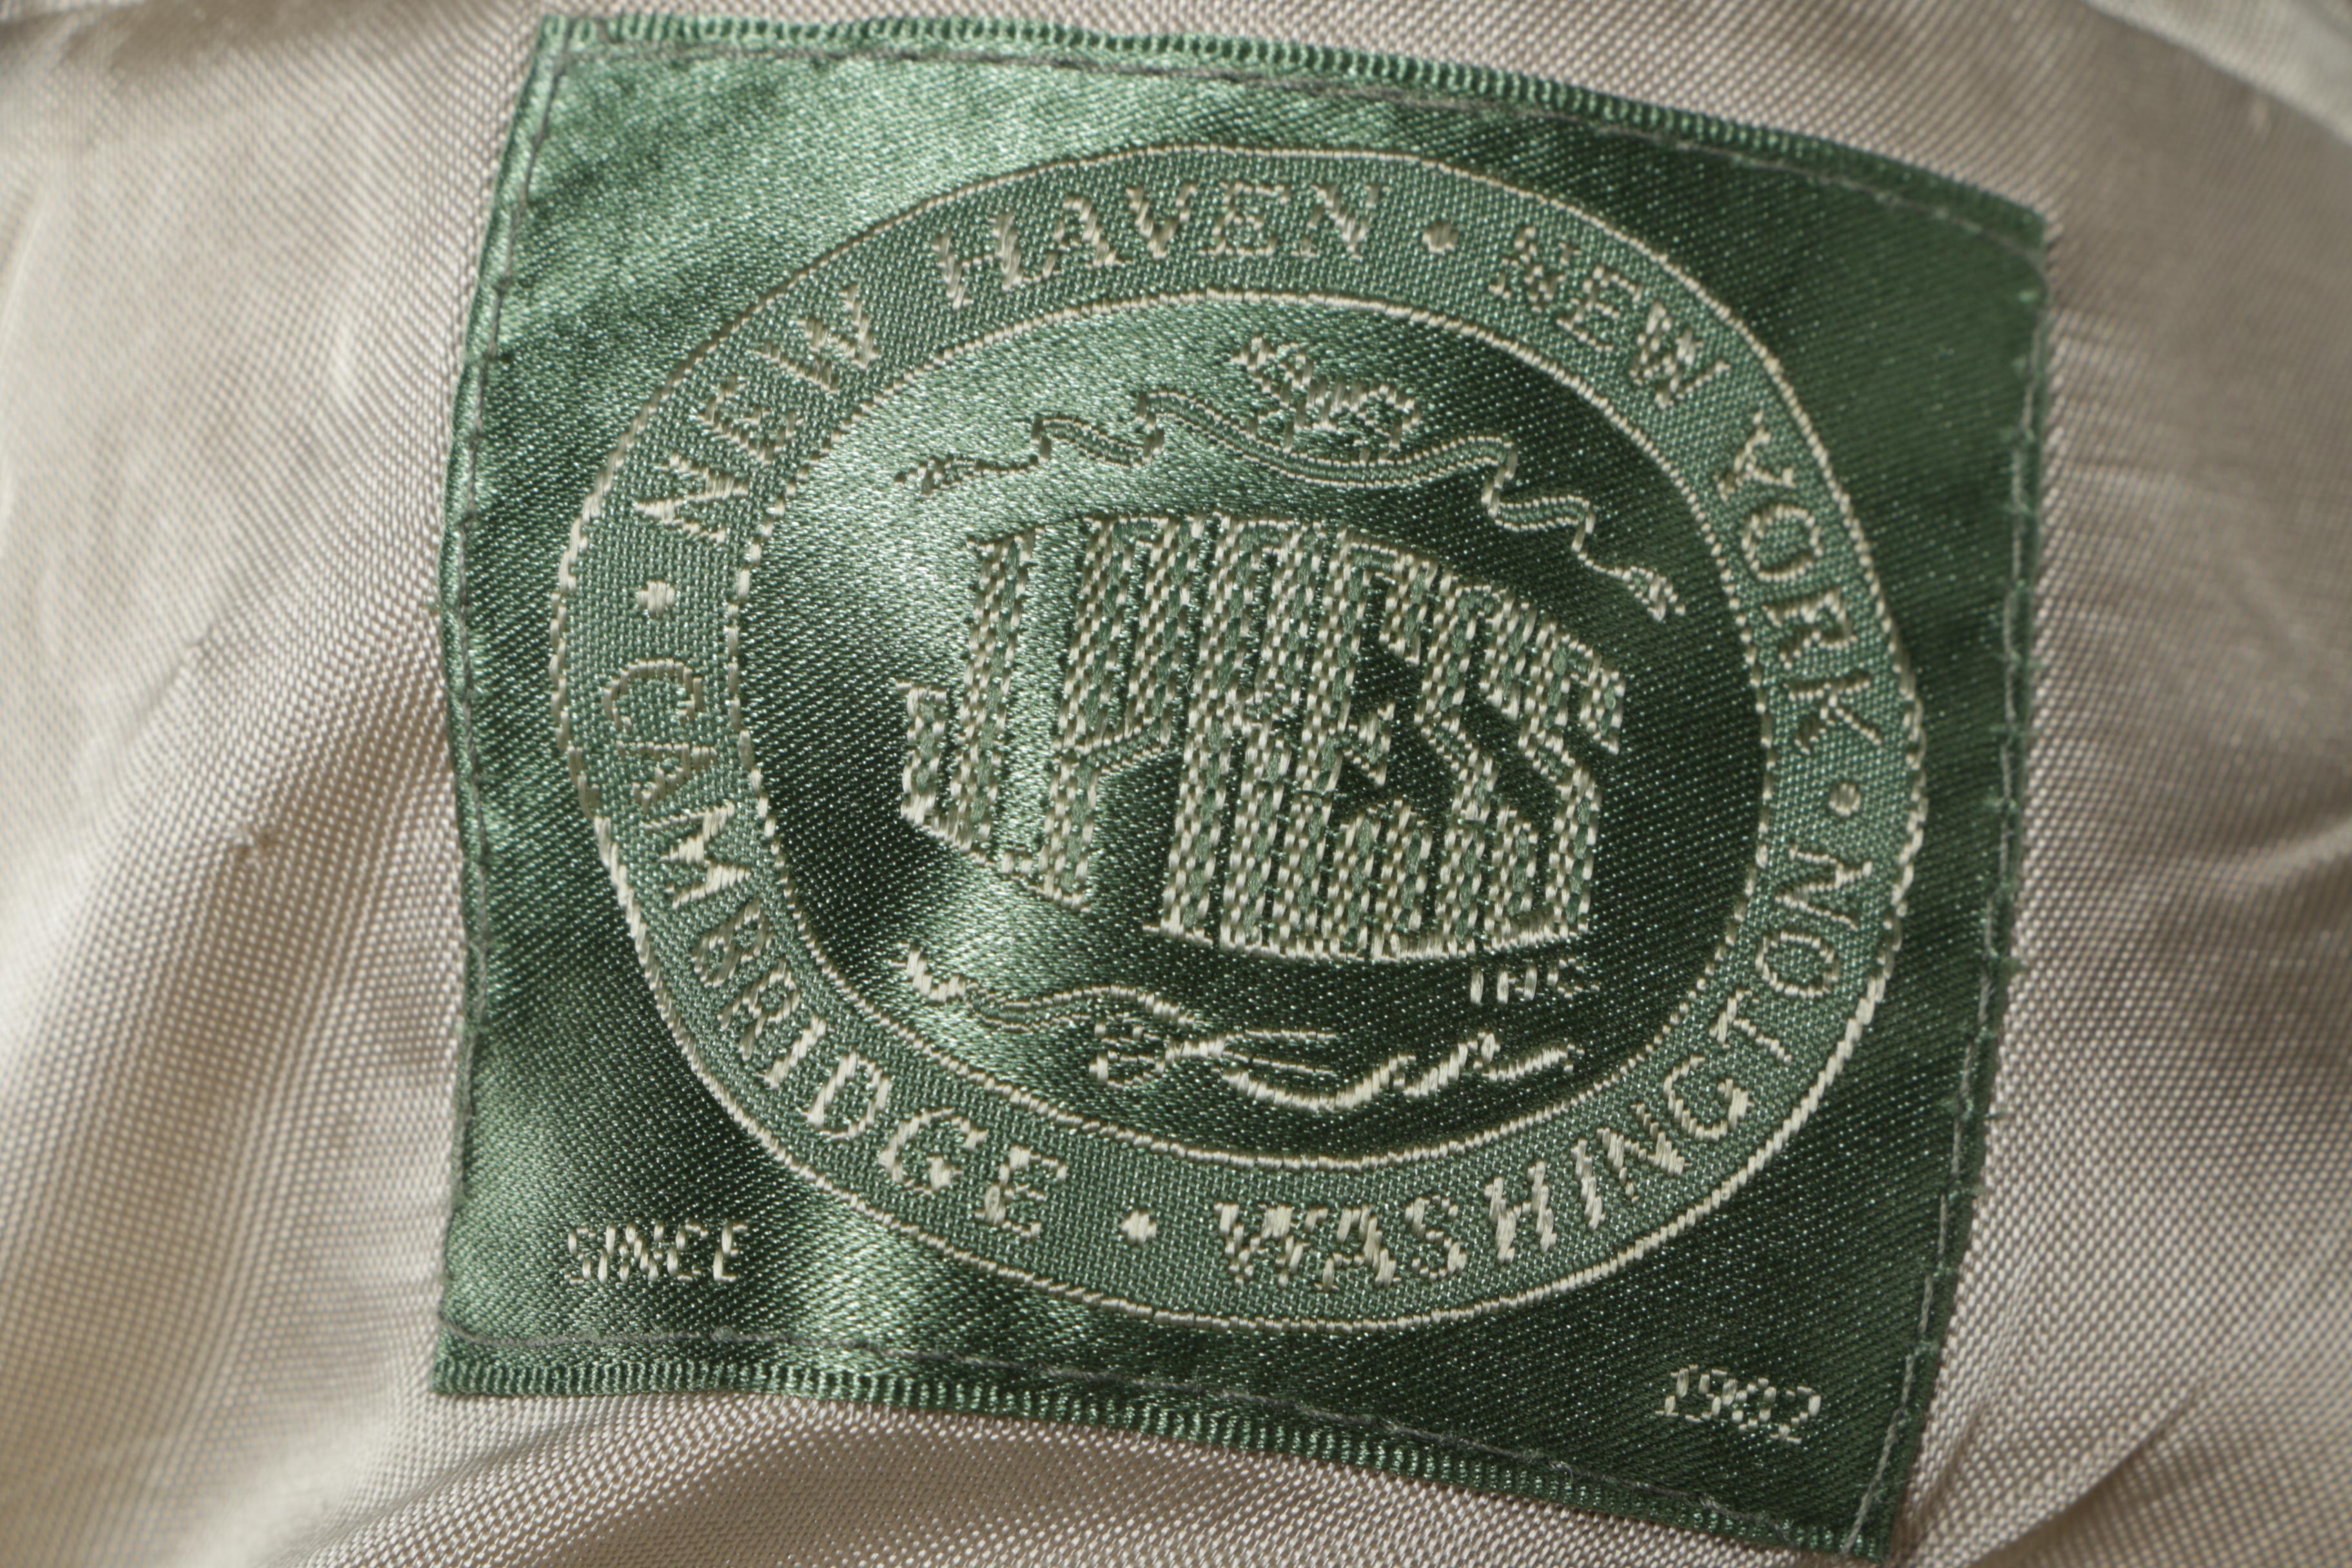 NEW HAVEN • NEW YORK • WASHINGTON • CAMBRIDGE •
J. PRESS
INC
SINCE
1902